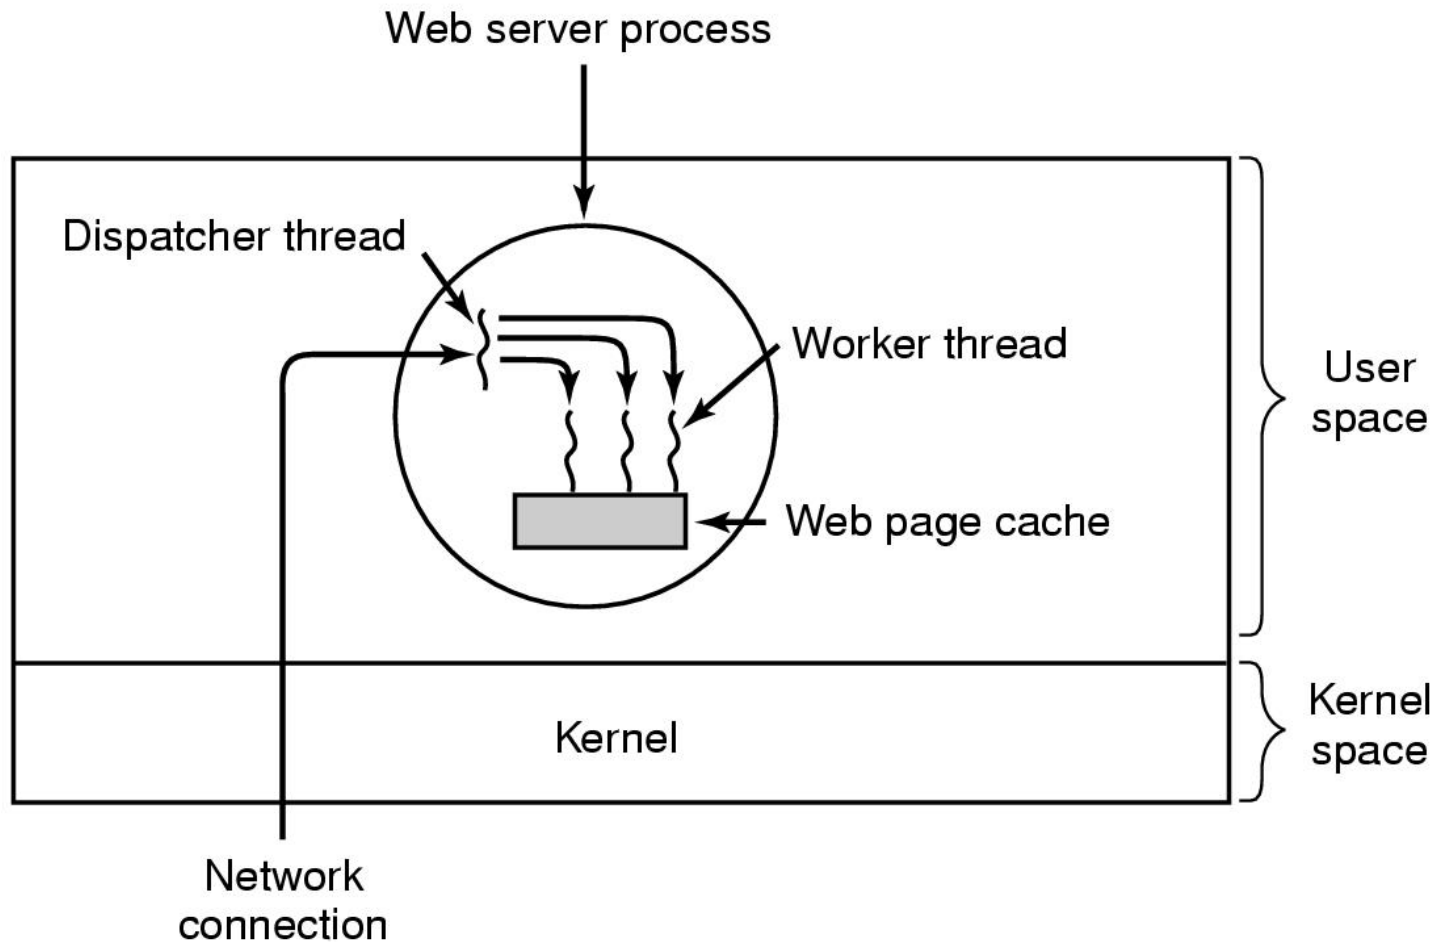 Web server process
Dispatcher thread
Worker thread
User
space
Web page cache
Kernel
Kernel
space
Network
connection